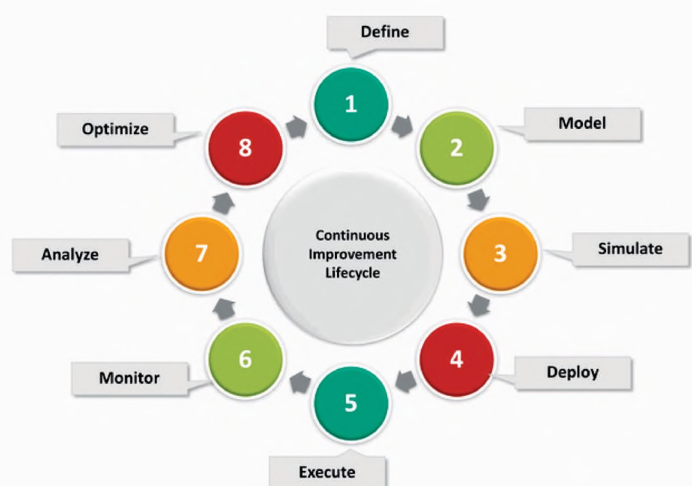 Define
1
Model
2
Simulate
3
Deploy
4
Execute
5
Monitor
6
Analyze
7
Optimize
8
Continuous
Improvement
Lifecycle